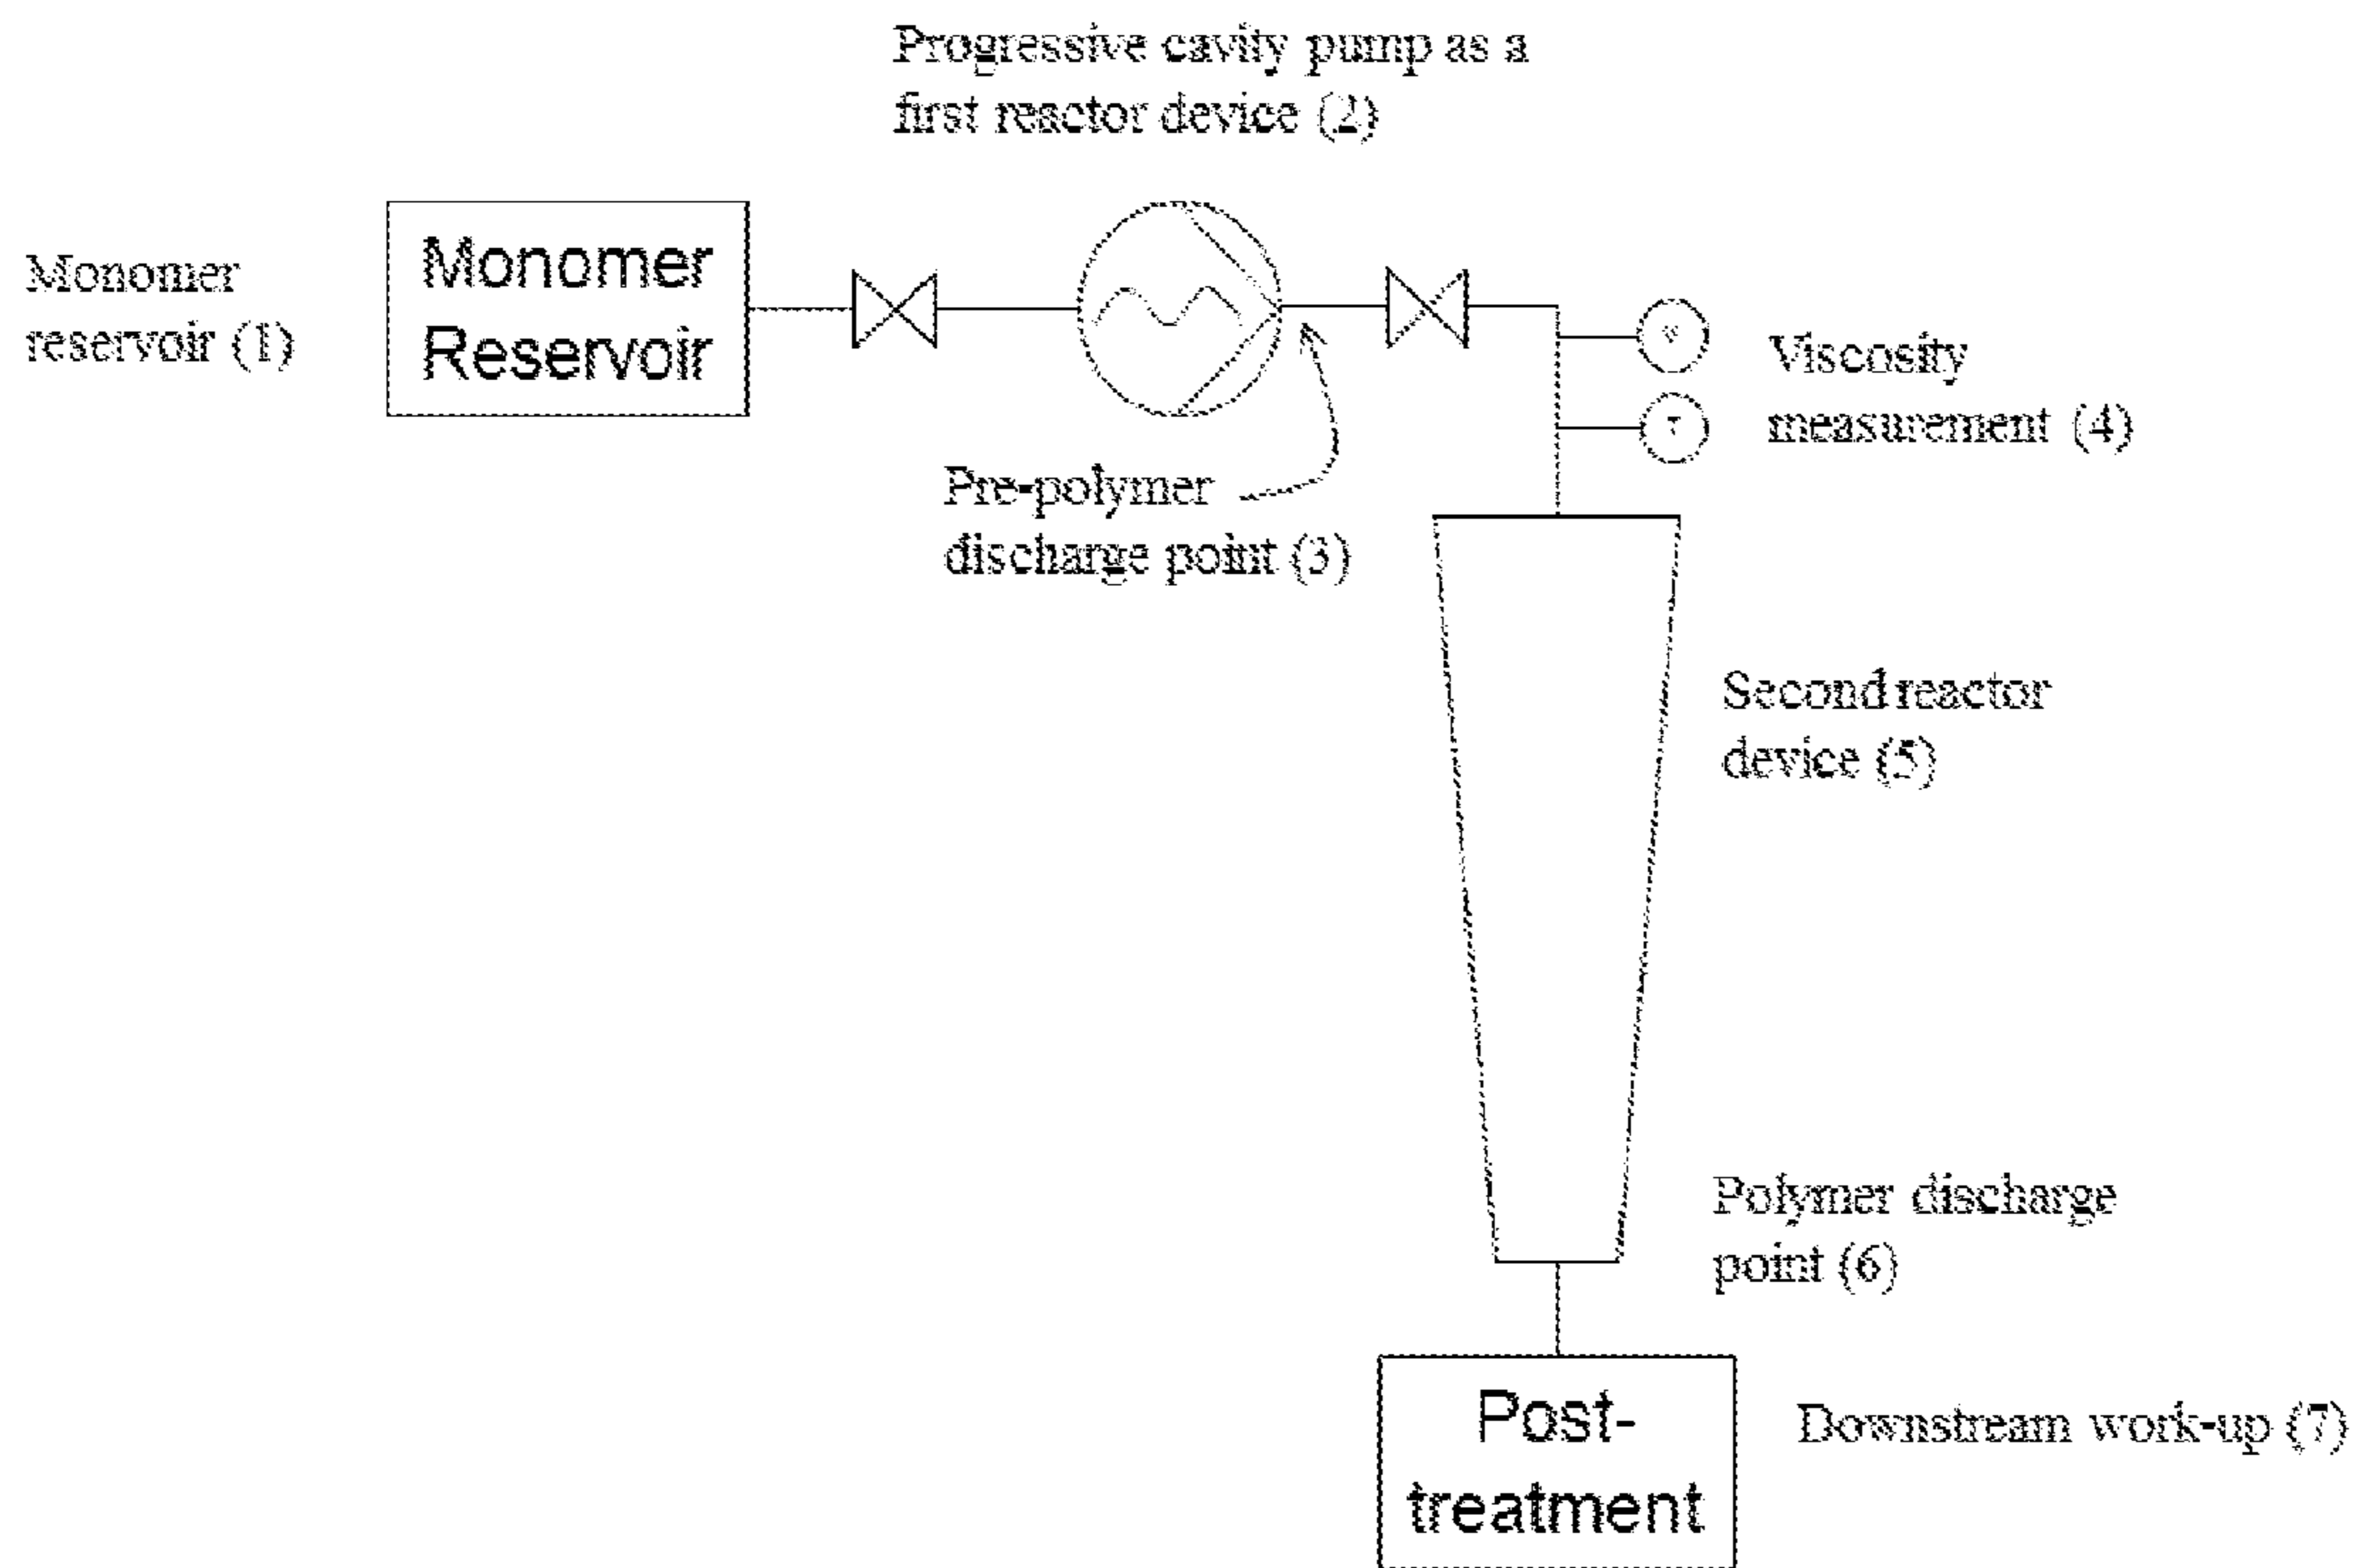 Progressive cavity pump as a
first reactor device (2)
Monomer
reservoir (1)
Monomer
Reservoir
Viscosity
measurement (4)
Pre-polymer
discharge point (3)
Second reactor
device (5)
Polymer discharge
point (6)
Post-
treatment
Downstream work-up (7)